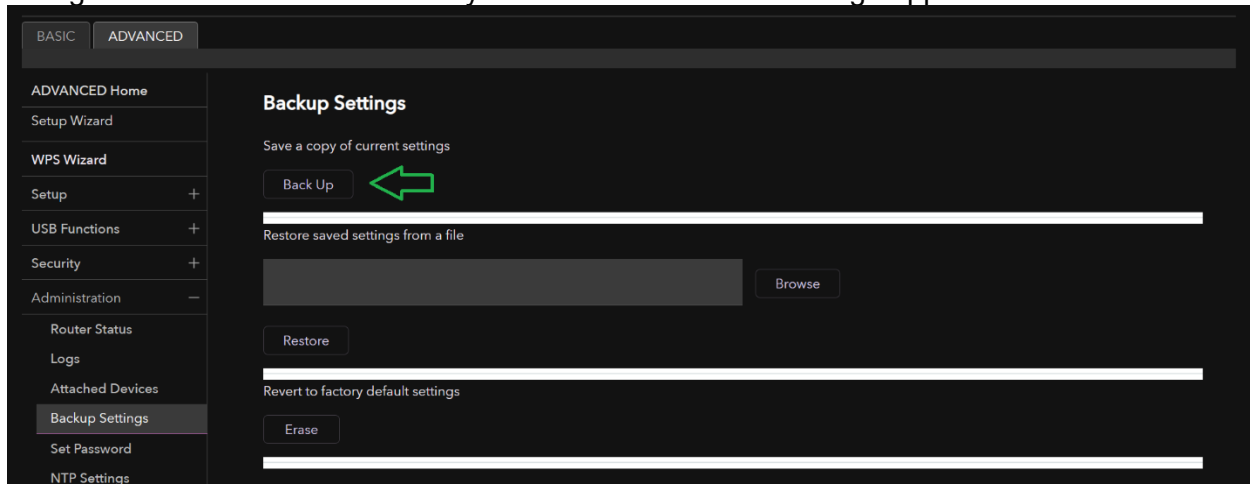 BASIC
ADVANCED
ADVANCED Home
Setup Wizard
WPS Wizard
Setup +
USB Functions +
Security +
Administration −
Router Status
Logs
Attached Devices
Backup Settings
Set Password
NTP Settings
Backup Settings
Save a copy of current settings
Back Up
Restore saved settings from a file
Browse
Restore
Revert to factory default settings
Erase